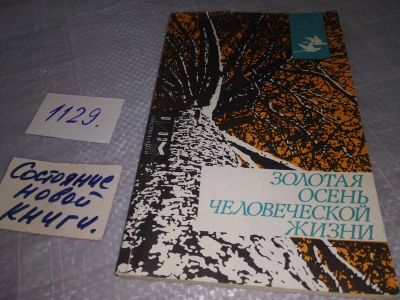 1129.
Состояние
новой
книги.
ЗОЛОТАЯ
ОСЕНЬ
ЧЕЛОВЕЧЕСКОЙ
ЖИЗНИ